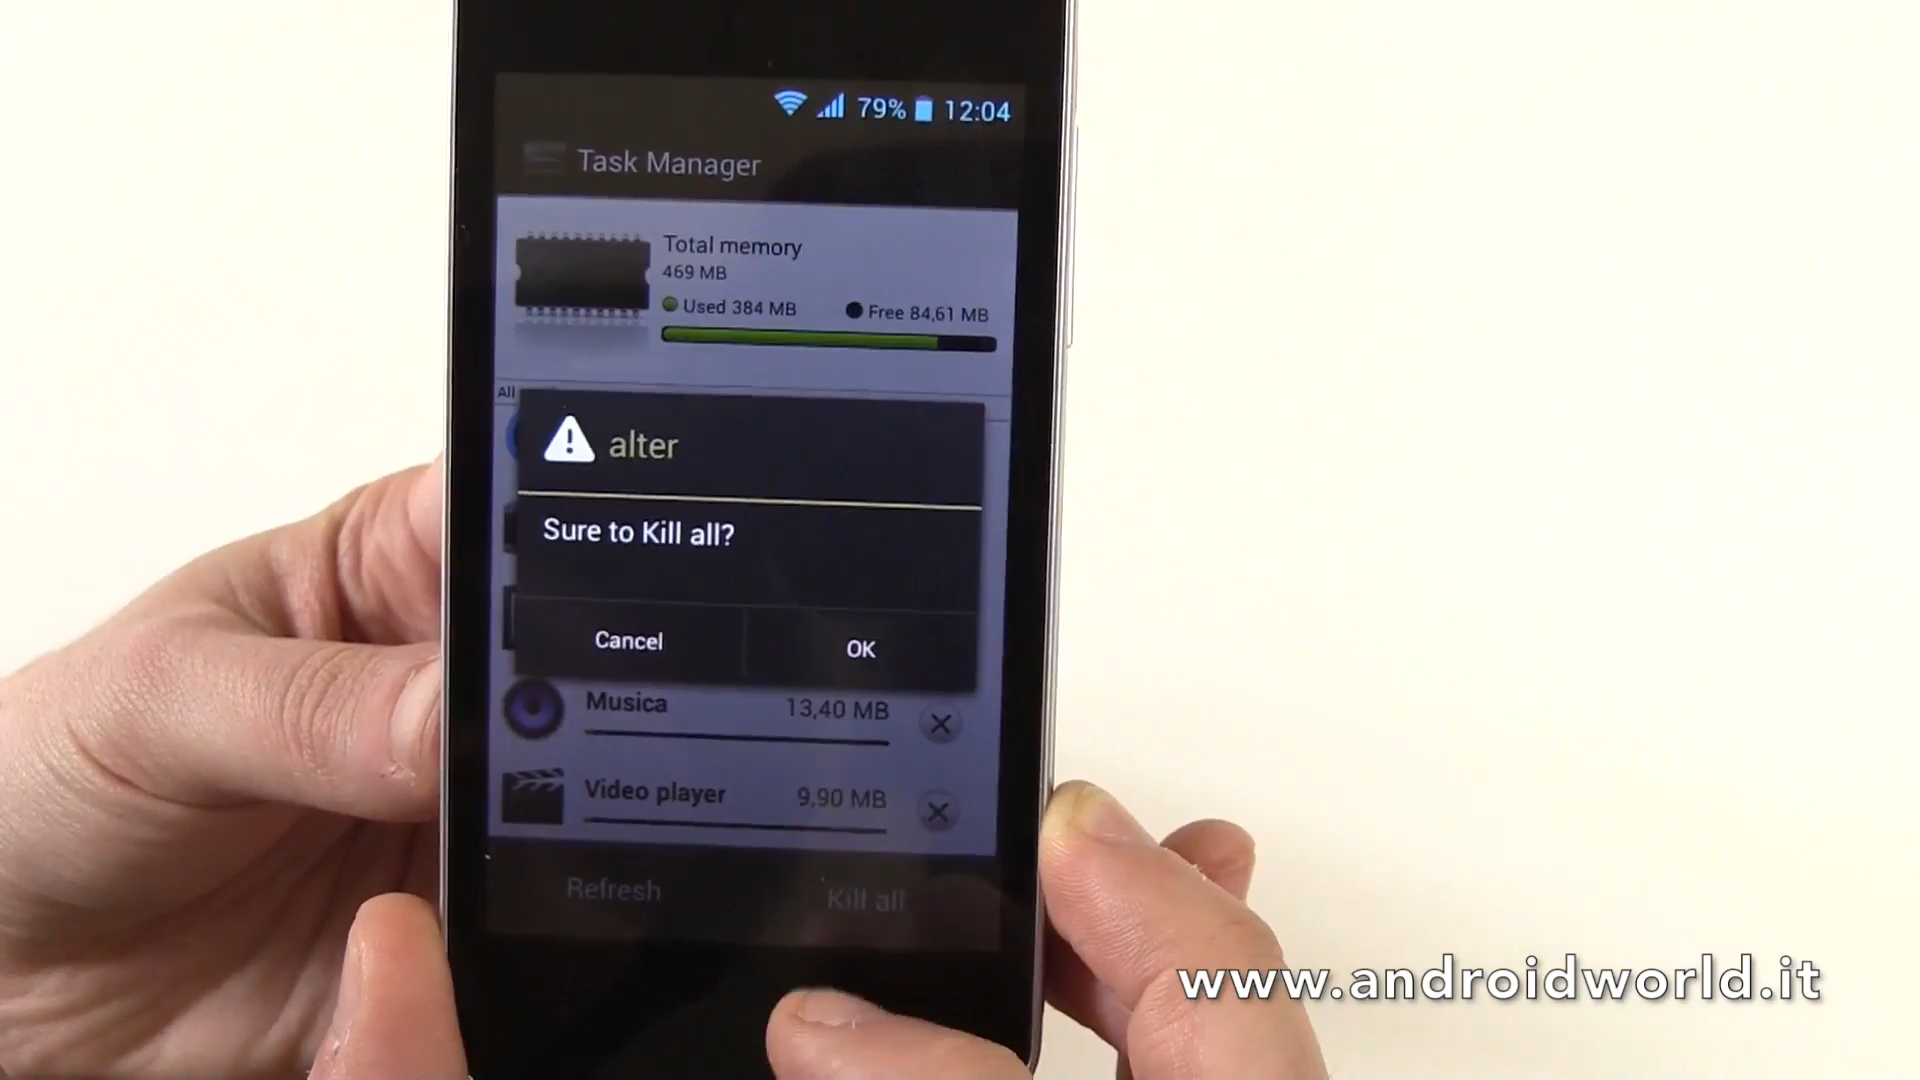 79% 12:04
Task Manager
Total memory
469 MB
Used 384 MB Free 84,61 MB
All
alter
Sure to Kill all?
Cancel OK
Musica 13,40 MB
Video player 9,90 MB
Refresh Kill all
www.androidworld.it